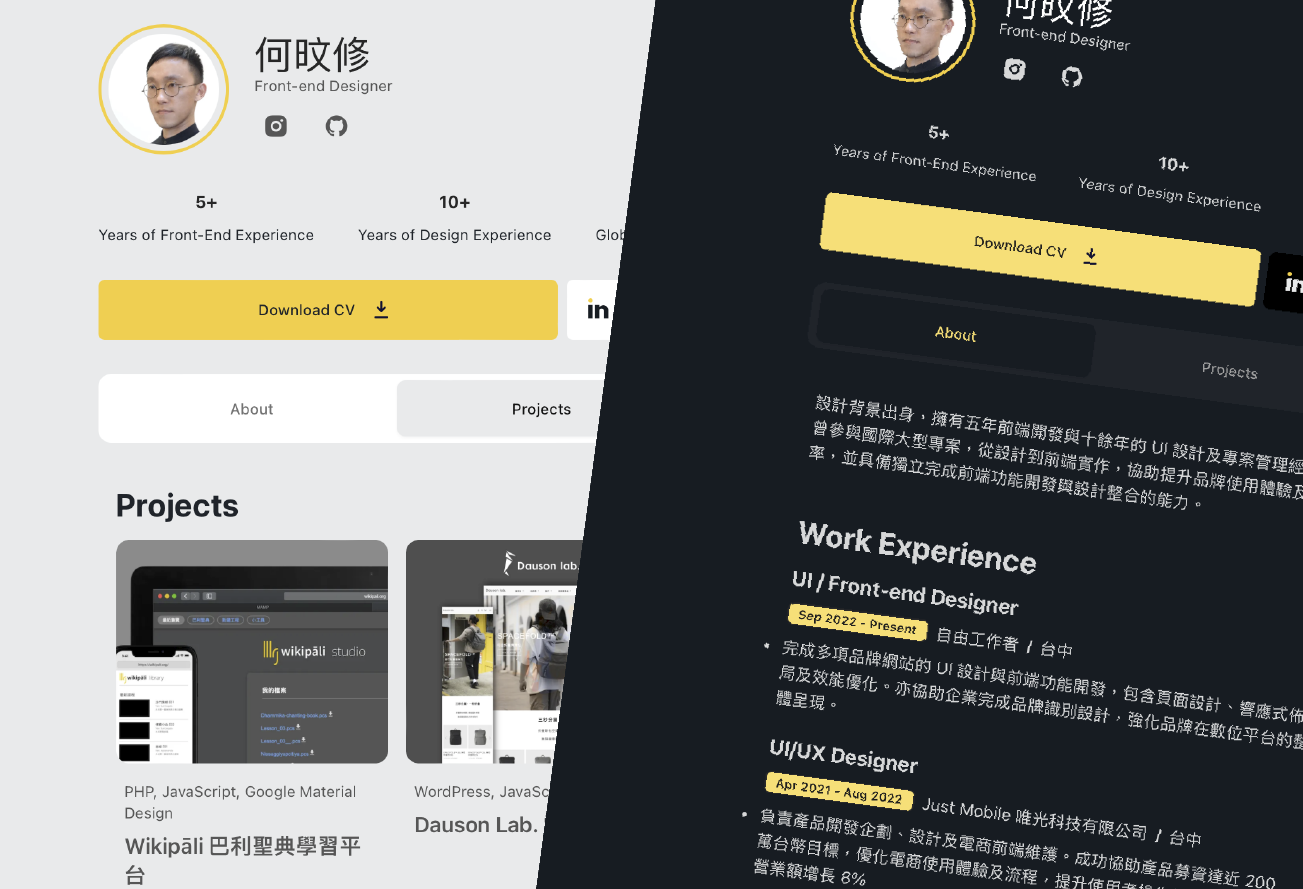 何旼修
Front-end Designer
5+
Years of Front-End Experience
10+
Years of Design Experience
Download CV
in
About
Projects
Projects
wikipāli studio
我的檔案
wikipāli library
Dauson lab.
SPACEFOLD
PHP, JavaScript, Google Material
Design
Wikipāli 巴利聖典學習平
台
WordPress,
Dauson Lab.
何旼修
Front-end Designer
5+
Years of Front-End Experience
10+
Years of Design Experience
Download CV
in
About
Projects
設計背景出身，擁有五年前端開發與十餘年的 UI 設計及專案管理經
曾參與國際大型專案，從設計到前端實作，協助提升品牌使用體驗及
率，並具備獨立完成前端功能開發與設計整合的能力。
Work Experience
UI / Front-end Designer
Sep 2022 - Present 自由工作者 / 台中
• 完成多項品牌網站的 UI 設計與前端功能開發，包含頁面設計、響應式佈
局及效能優化。亦協助企業完成品牌識別設計，強化品牌在數位平台的整
體呈現。
UI/UX Designer
Apr 2021 - Aug 2022 Just Mobile 唯光科技有限公司 / 台中
• 負責產品開發企劃、設計及電商前端維護。成功協助產品募資達近 200
萬台幣目標，優化電商使用體驗及流程，提升使用者
營業額增長 8%